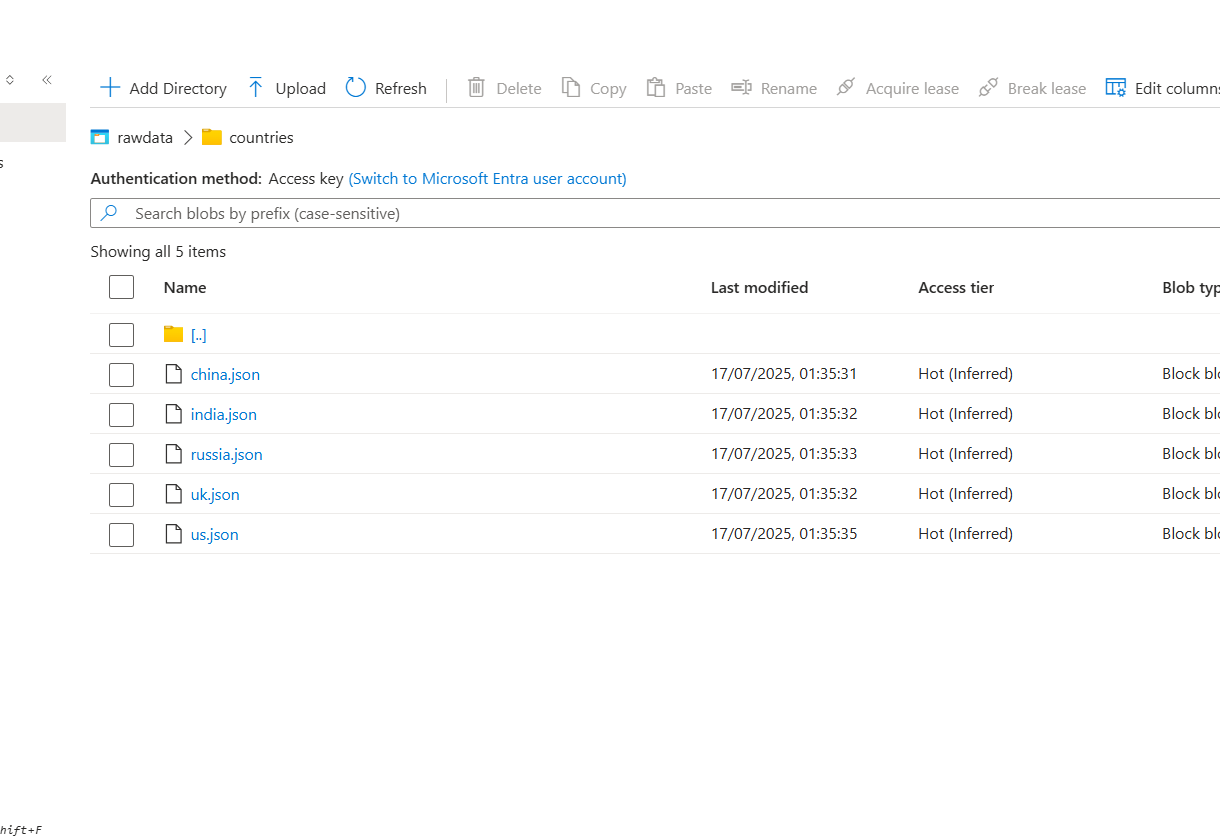 Add Directory Upload Refresh Delete Copy Paste Rename Acquire lease Break lease Edit columns
rawdata countries
s
Authentication method: Access key (Switch to Microsoft Entra user account)
Search blobs by prefix (case-sensitive)
Showing all 5 items
Name Last modified Access tier Blob typ
[..]
china.json 17/07/2025, 01:35:31 Hot (Inferred) Block blo
india.json 17/07/2025, 01:35:32 Hot (Inferred) Block blo
russia.json 17/07/2025, 01:35:33 Hot (Inferred) Block blo
uk.json 17/07/2025, 01:35:32 Hot (Inferred) Block blo
us.json 17/07/2025, 01:35:35 Hot (Inferred) Block blo
hift+F